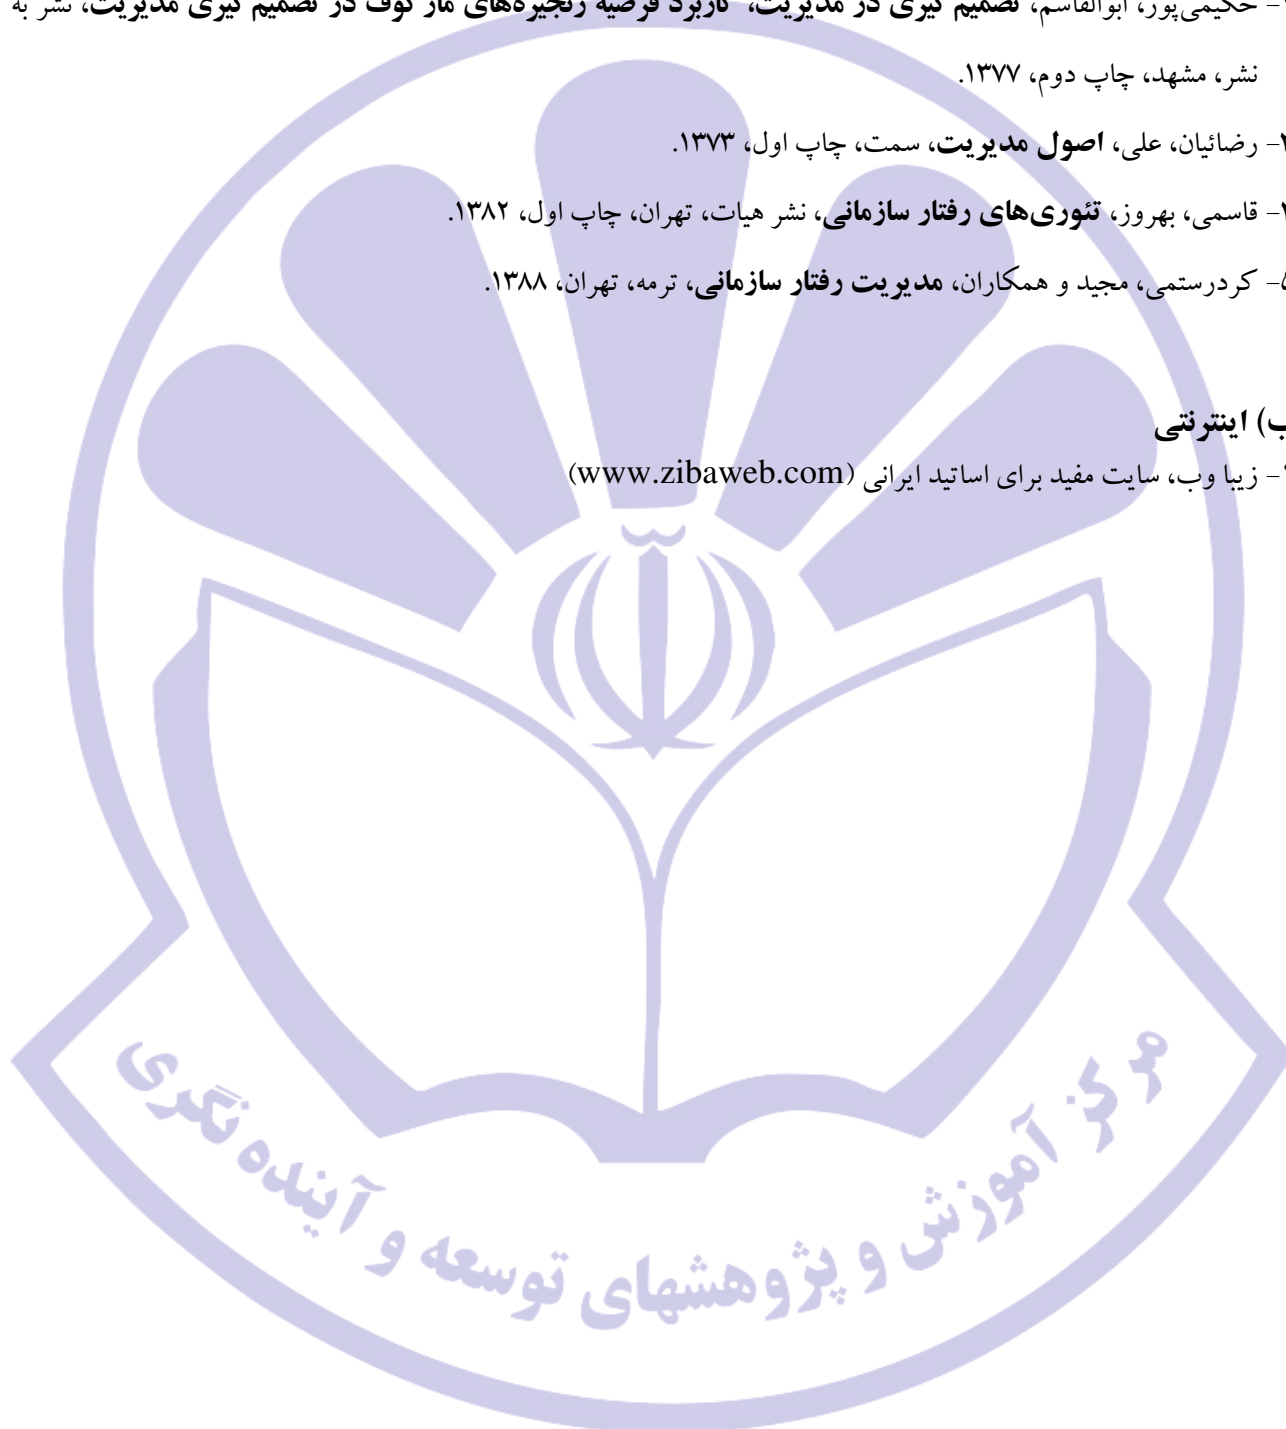 - حکیمی‌پور، ابوالقاسم، تصمیم گیری در مدیریت، کاربرد فرضیه زنجیره‌های مارکوف در تصمیم گیری مدیریت، نشر به
نشر، مشهد، چاپ دوم، ۱۳۷۷.
- رضائیان، علی، اصول مدیریت، سمت، چاپ اول، ۱۳۷۳.
- قاسمی، بهروز، تئوری‌های رفتار سازمانی، نشر هیات، تهران، چاپ اول، ۱۳۸۲.
۵- کردرستمی، مجید و همکاران، مدیریت رفتار سازمانی، ترمه، تهران، ۱۳۸۸.
ب) اینترنتی
- زیبا وب، سایت مفید برای اساتید ایرانی (www.zibaweb.com)
مرکز آموزش و پژوهشهای توسعه و آینده نگری